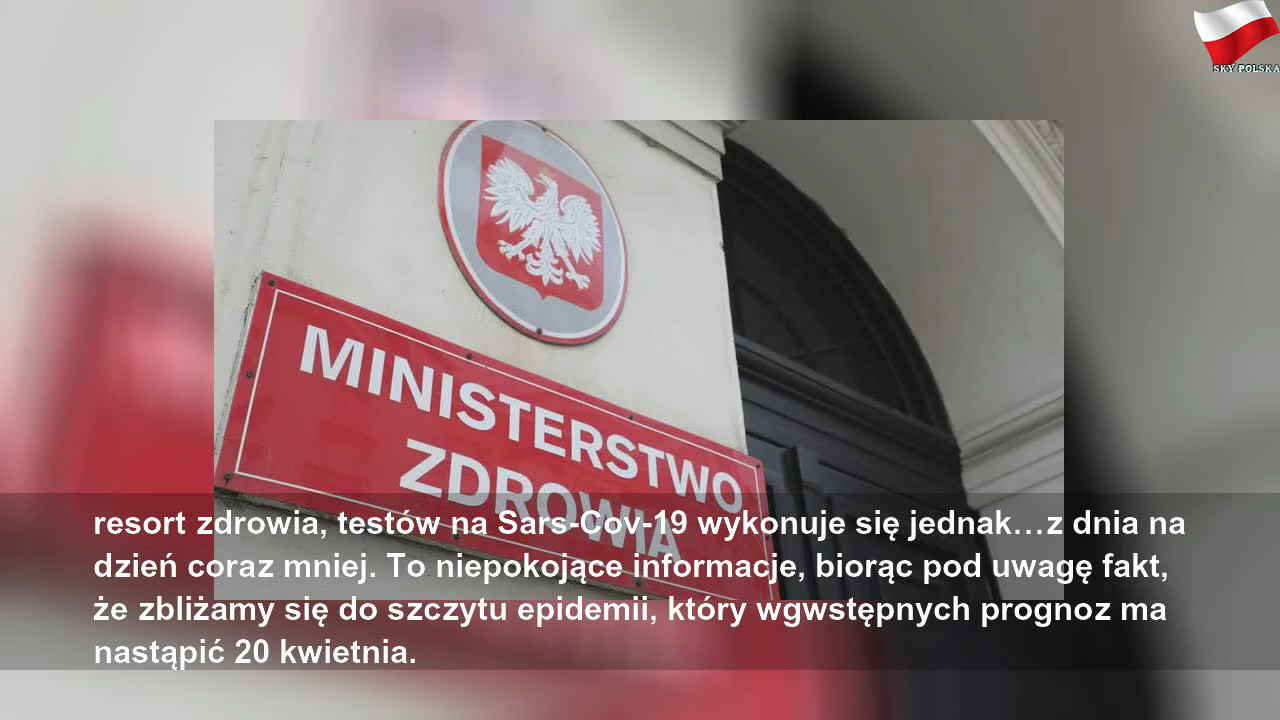 SKY POLSKA
MINISTERSTWO
ZDROWIA
resort zdrowia, testów na Sars-Cov-19 wykonuje się jednak…z dnia na
dzień coraz mniej. To niepokojące informacje, biorąc pod uwagę fakt,
że zbliżamy się do szczytu epidemii, który wgwstępnych prognoz ma
nastąpić 20 kwietnia.